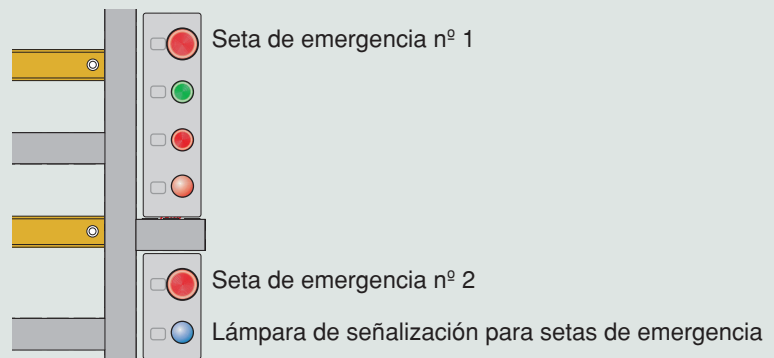 Seta de emergencia nº 1
Seta de emergencia nº 2
Lámpara de señalización para setas de emergencia